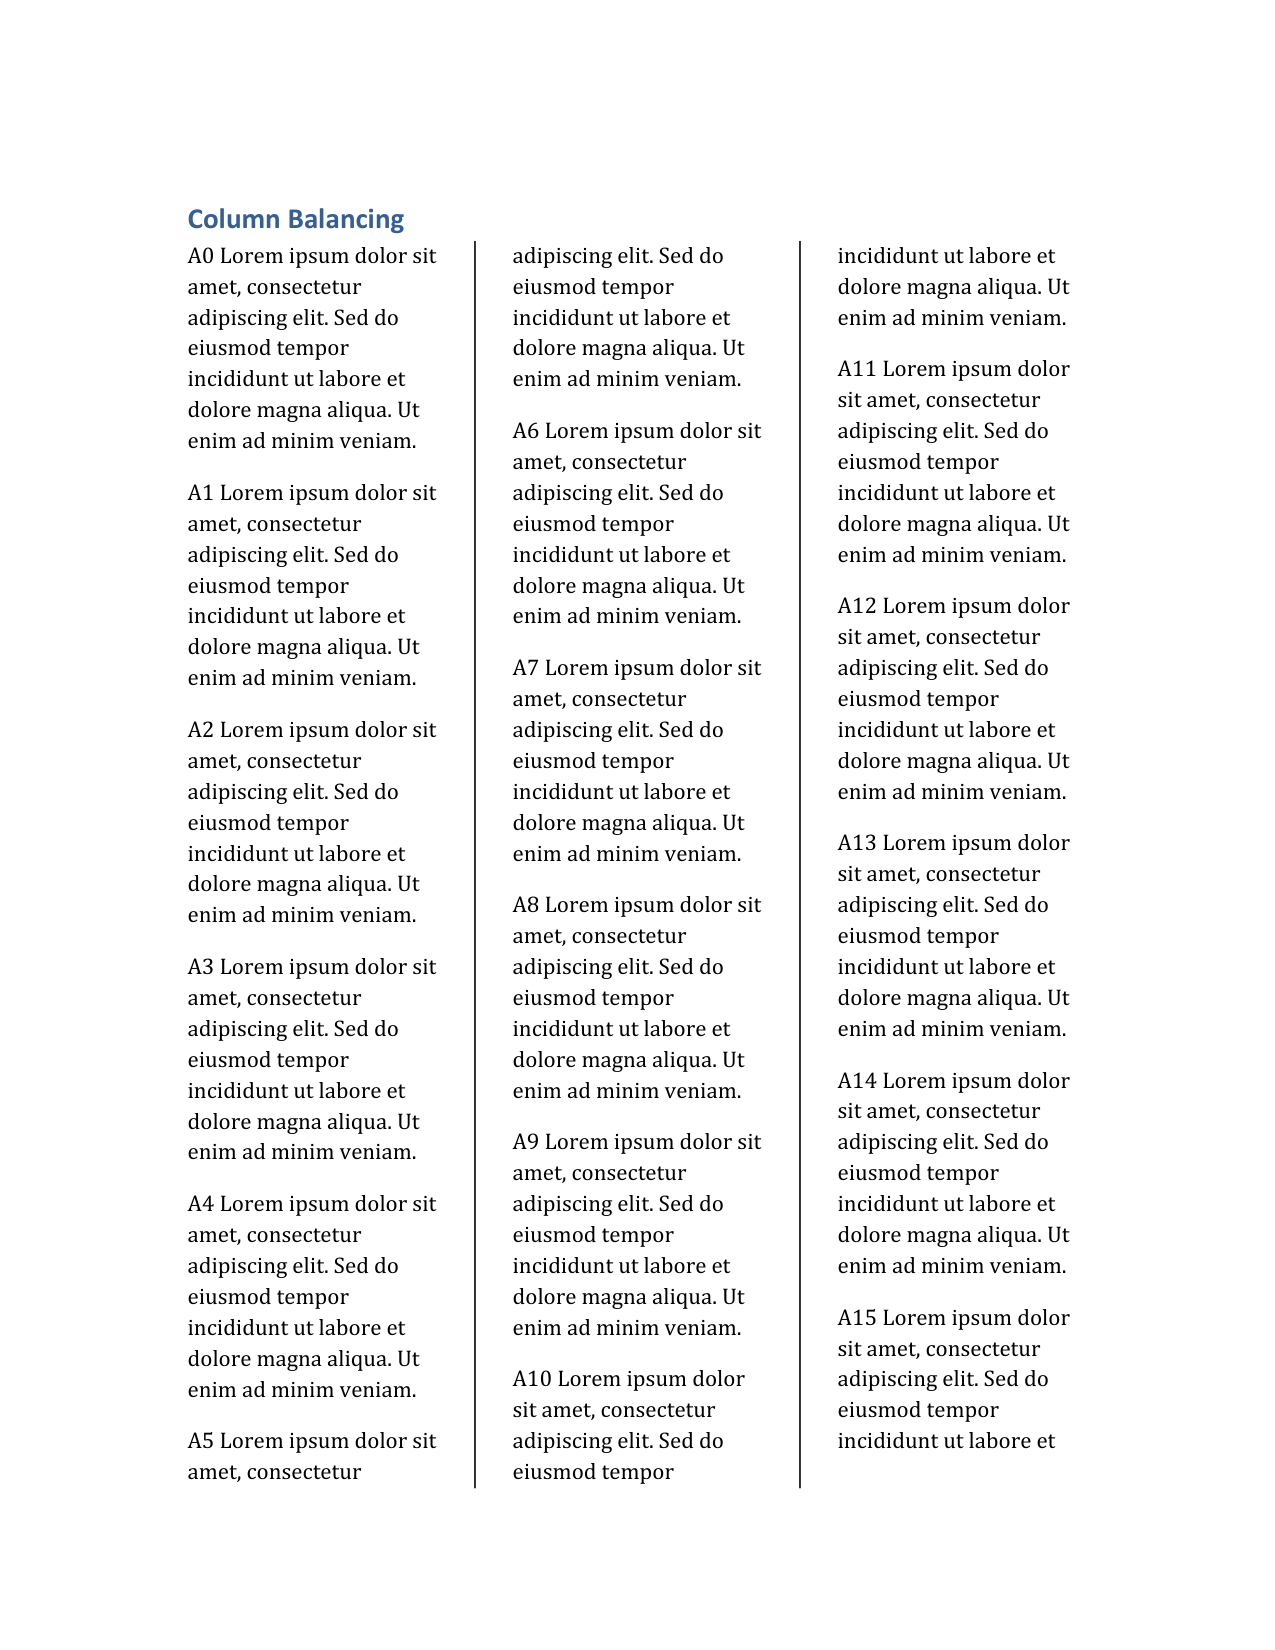 Column Balancing
A0 Lorem ipsum dolor sit
amet, consectetur
adipiscing elit. Sed do
eiusmod tempor
incididunt ut labore et
dolore magna aliqua. Ut
enim ad minim veniam.
A1 Lorem ipsum dolor sit
amet, consectetur
adipiscing elit. Sed do
eiusmod tempor
incididunt ut labore et
dolore magna aliqua. Ut
enim ad minim veniam.
A2 Lorem ipsum dolor sit
amet, consectetur
adipiscing elit. Sed do
eiusmod tempor
incididunt ut labore et
dolore magna aliqua. Ut
enim ad minim veniam.
A3 Lorem ipsum dolor sit
amet, consectetur
adipiscing elit. Sed do
eiusmod tempor
incididunt ut labore et
dolore magna aliqua. Ut
enim ad minim veniam.
A4 Lorem ipsum dolor sit
amet, consectetur
adipiscing elit. Sed do
eiusmod tempor
incididunt ut labore et
dolore magna aliqua. Ut
enim ad minim veniam.
A5 Lorem ipsum dolor sit
amet, consectetur
adipiscing elit. Sed do
eiusmod tempor
incididunt ut labore et
dolore magna aliqua. Ut
enim ad minim veniam.
A6 Lorem ipsum dolor sit
amet, consectetur
adipiscing elit. Sed do
eiusmod tempor
incididunt ut labore et
dolore magna aliqua. Ut
enim ad minim veniam.
A7 Lorem ipsum dolor sit
amet, consectetur
adipiscing elit. Sed do
eiusmod tempor
incididunt ut labore et
dolore magna aliqua. Ut
enim ad minim veniam.
A8 Lorem ipsum dolor sit
amet, consectetur
adipiscing elit. Sed do
eiusmod tempor
incididunt ut labore et
dolore magna aliqua. Ut
enim ad minim veniam.
A9 Lorem ipsum dolor sit
amet, consectetur
adipiscing elit. Sed do
eiusmod tempor
incididunt ut labore et
dolore magna aliqua. Ut
enim ad minim veniam.
A10 Lorem ipsum dolor
sit amet, consectetur
adipiscing elit. Sed do
eiusmod tempor
incididunt ut labore et
dolore magna aliqua. Ut
enim ad minim veniam.
A11 Lorem ipsum dolor
sit amet, consectetur
adipiscing elit. Sed do
eiusmod tempor
incididunt ut labore et
dolore magna aliqua. Ut
enim ad minim veniam.
A12 Lorem ipsum dolor
sit amet, consectetur
adipiscing elit. Sed do
eiusmod tempor
incididunt ut labore et
dolore magna aliqua. Ut
enim ad minim veniam.
A13 Lorem ipsum dolor
sit amet, consectetur
adipiscing elit. Sed do
eiusmod tempor
incididunt ut labore et
dolore magna aliqua. Ut
enim ad minim veniam.
A14 Lorem ipsum dolor
sit amet, consectetur
adipiscing elit. Sed do
eiusmod tempor
incididunt ut labore et
dolore magna aliqua. Ut
enim ad minim veniam.
A15 Lorem ipsum dolor
sit amet, consectetur
adipiscing elit. Sed do
eiusmod tempor
incididunt ut labore et